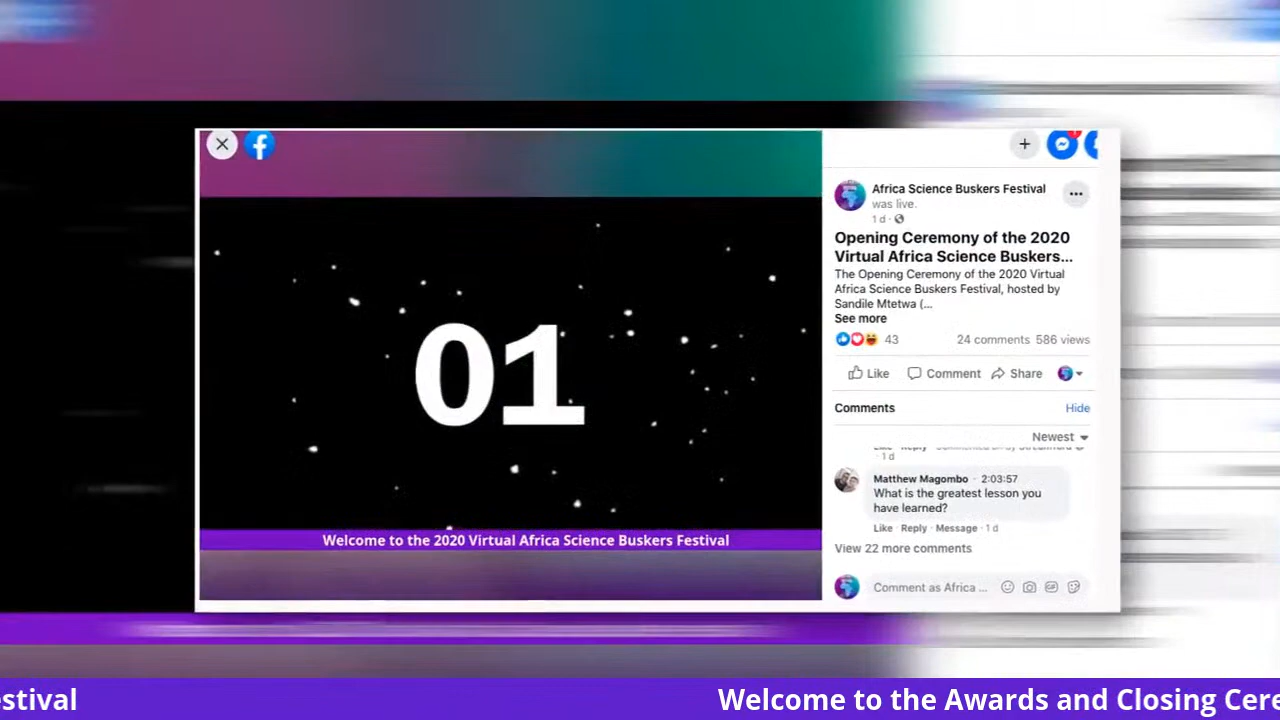 Africa Science Buskers Festival
was live.
1 d
Opening Ceremony of the 2020
Virtual Africa Science Buskers...
The Opening Ceremony of the 2020 Virtual
Africa Science Buskers Festival, hosted by
Sandile Mtetwa (...
See more
43 24 comments 586 views
Like Comment Share
Comments Hide
Newest
· 1 d
Matthew Magombo · 2:03:57
What is the greatest lesson you
have learned?
Like · Reply · Message · 1 d
View 22 more comments
Comment as Africa ... GIF
01
Welcome to the 2020 Virtual Africa Science Buskers Festival
estival Welcome to the Awards and Closing Cere